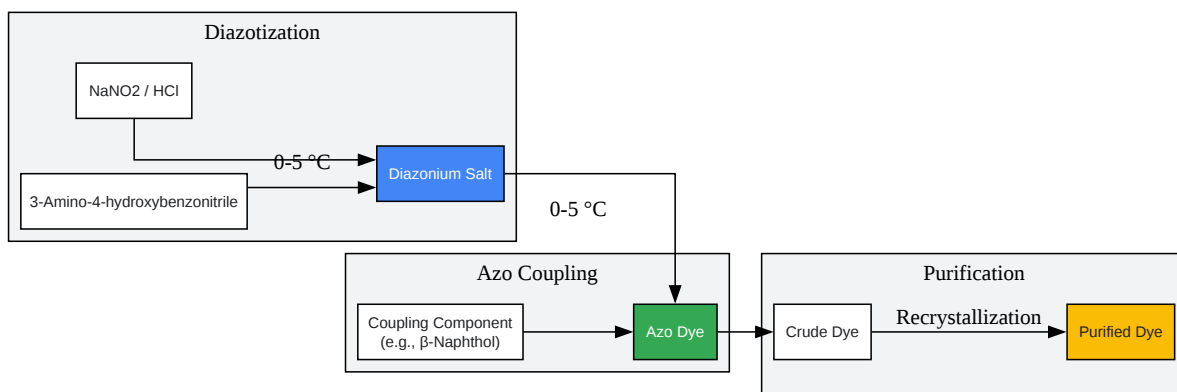 Diazotization
NaNO2 / HCl
0-5 °C
Diazonium Salt
3-Amino-4-hydroxybenzonitrile
0-5 °C
Azo Coupling
Coupling Component
(e.g., β-Naphthol)
Azo Dye
Purification
Crude Dye
Recrystallization
Purified Dye